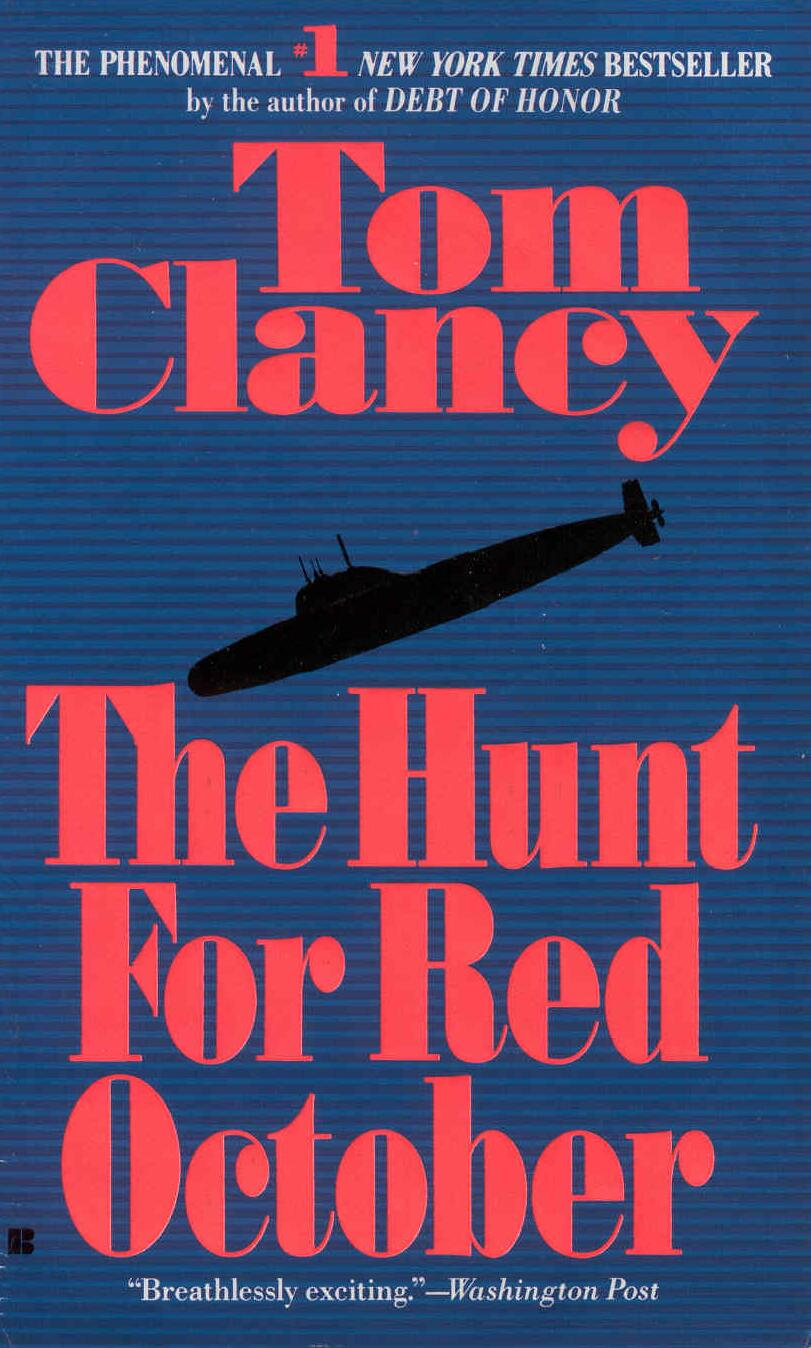 THE PHENOMENAL #1 NEW YORK TIMES BESTSELLER
by the author of DEBT OF HONOR
Tom
Clancy
The Hunt
For Red
October
“Breathlessly exciting.”—Washington Post